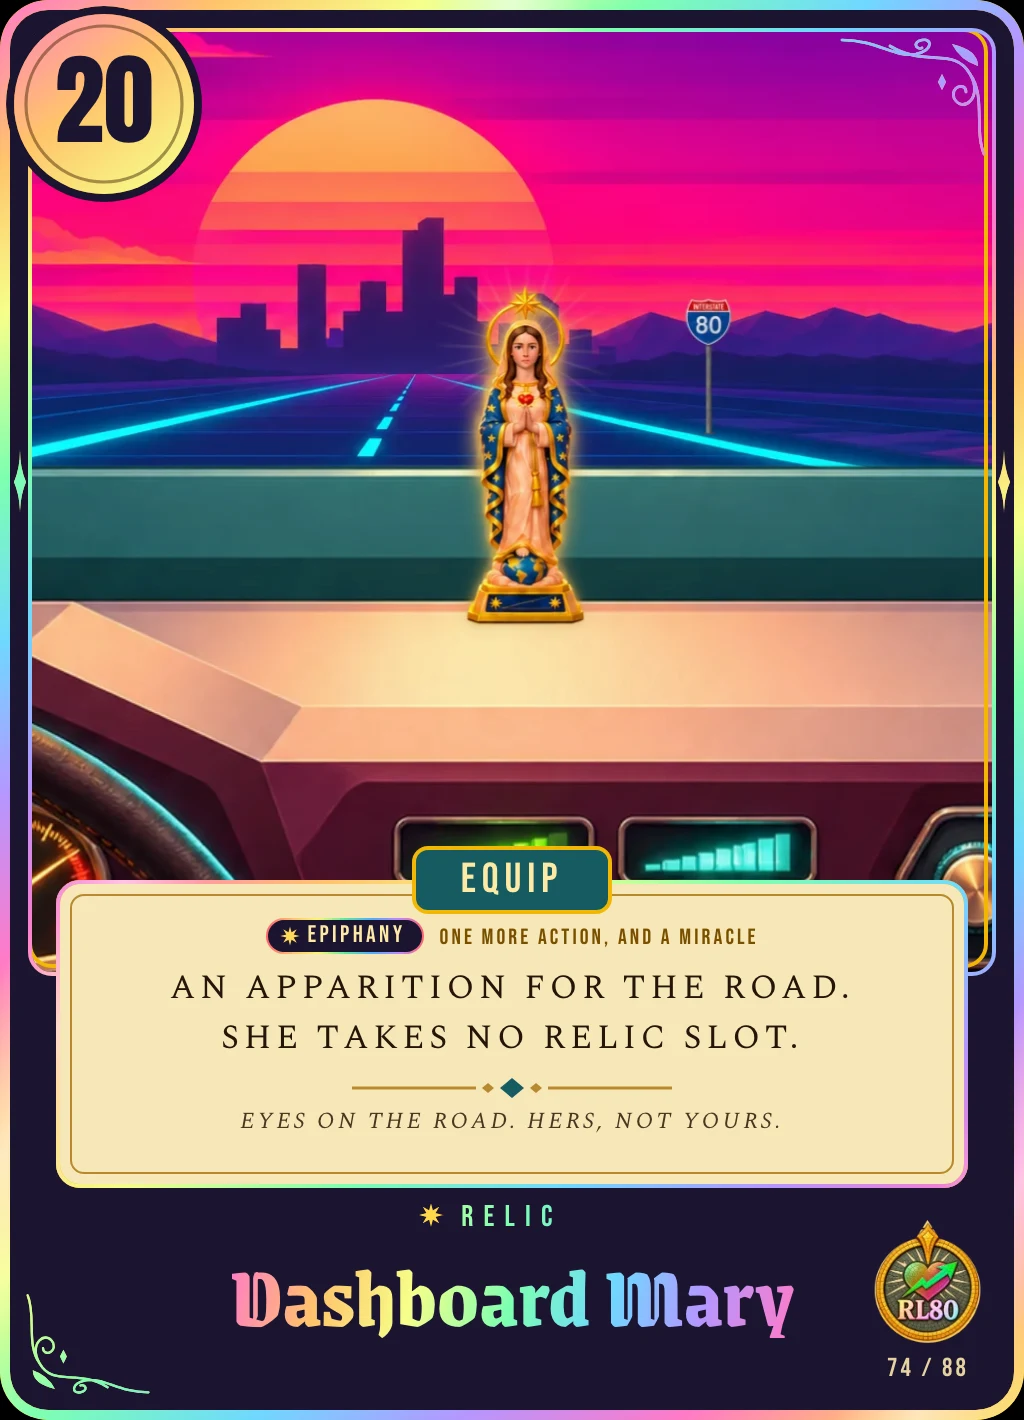 20
INTERSTATE
80
EQUIP
EPIPHANY ONE MORE ACTION, AND A MIRACLE
AN APPARITION FOR THE ROAD.
SHE TAKES NO RELIC SLOT.
EYES ON THE ROAD. HERS, NOT YOURS.
RELIC
Dashboard Mary
RL80
74 / 88